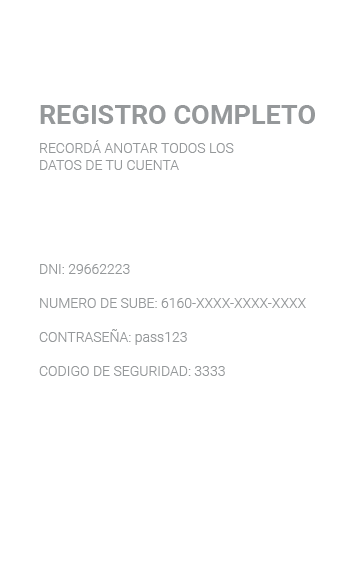 REGISTRO COMPLETO
RECORDÁ ANOTAR TODOS LOS
DATOS DE TU CUENTA
DNI: 29662223
NUMERO DE SUBE: 6160-XXXX-XXXX-XXXX
CONTRASEÑA: pass123
CODIGO DE SEGURIDAD: 3333